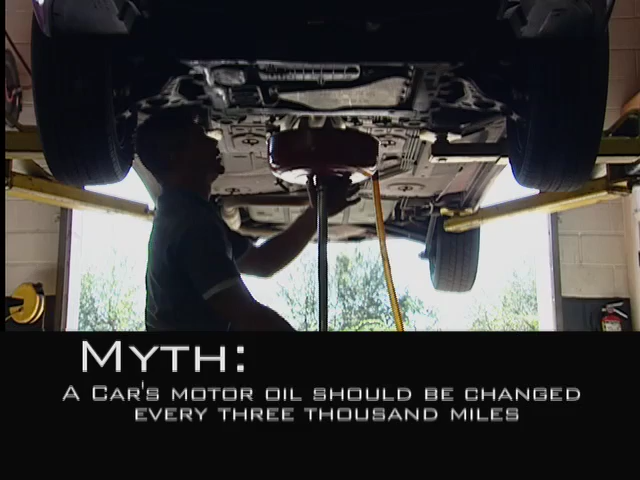 Myth:
A Car's motor oil should be changed
every three thousand miles